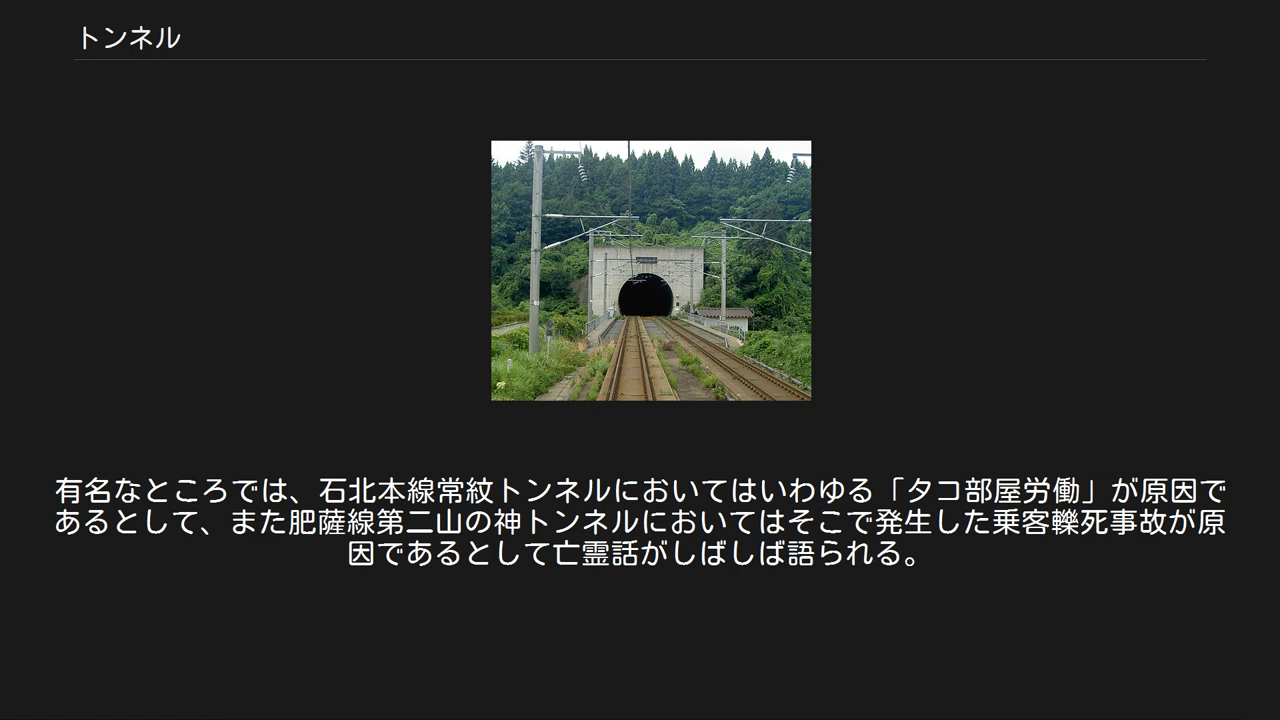 トンネル
有名なところでは、石北本線常紋トンネルにおいてはいわゆる「タコ部屋労働」が原因で
あるとして、また肥薩線第二山の神トンネルにおいてはそこで発生した乗客轢死事故が原
因であるとして亡霊話がしばしば語られる。